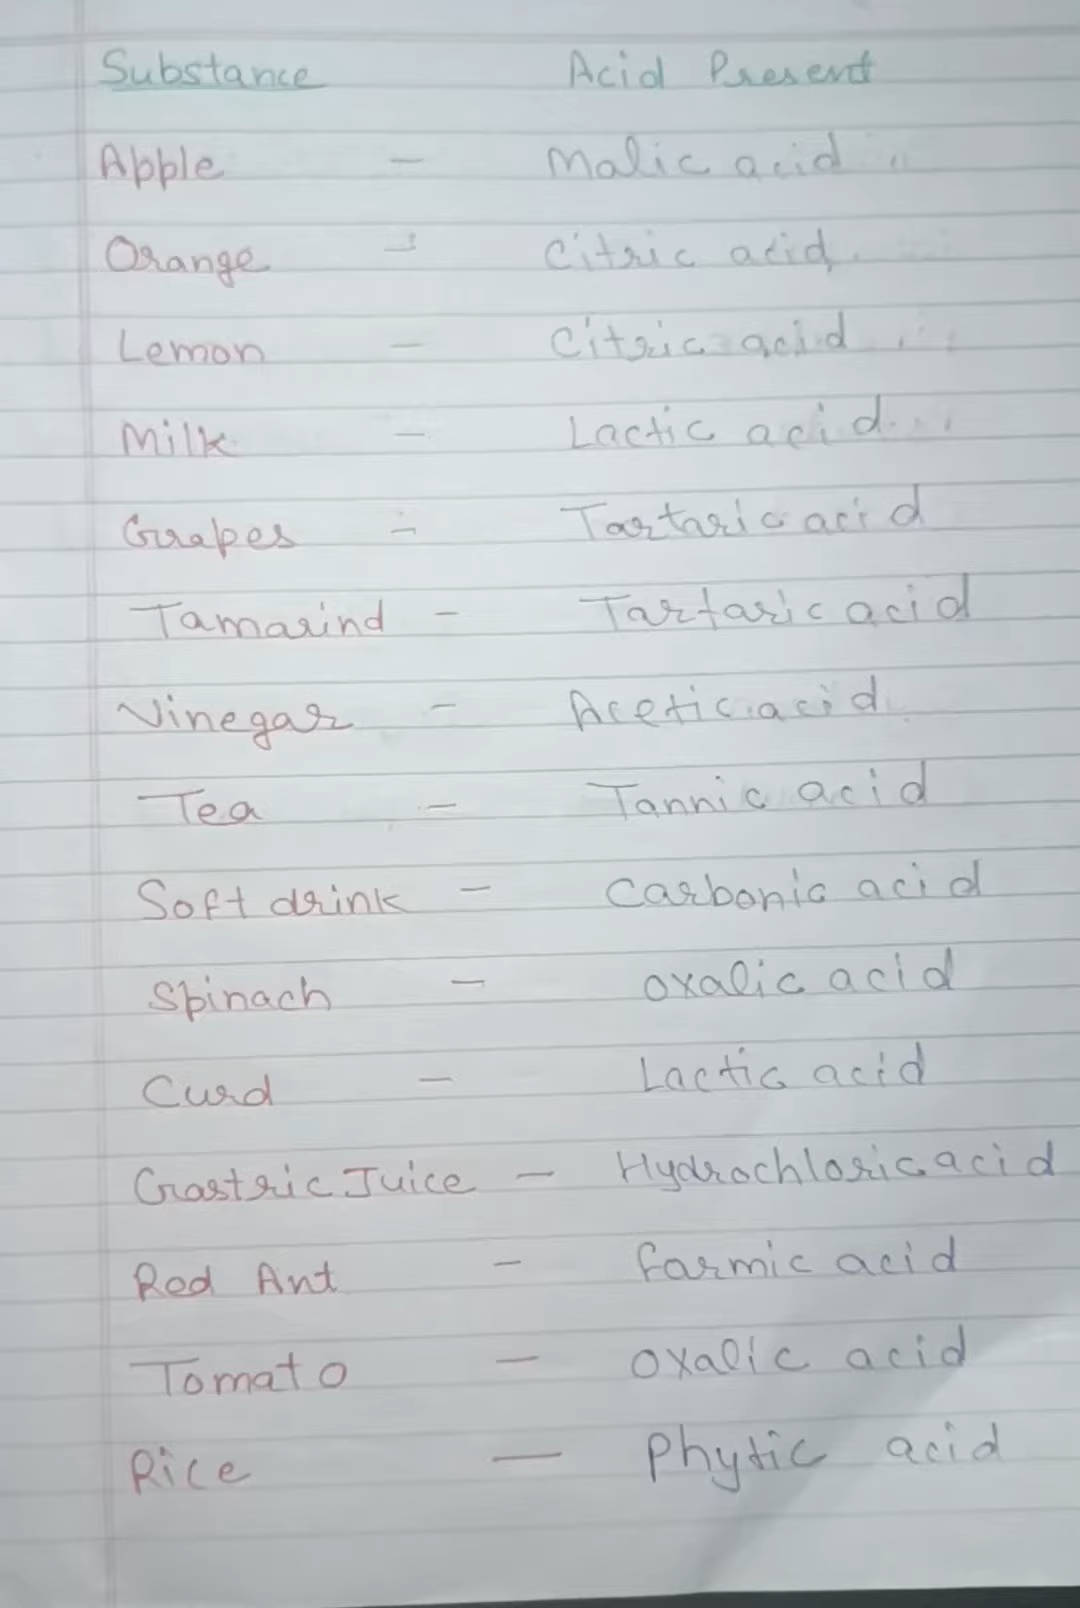 Substance Acid Present
Apple - Malic acid
Orange - Citric acid
Lemon - Citric acid
Milk - Lactic acid
Grapes - Tartaric acid
Tamarind - Tartaric acid
Vinegar - Acetic acid
Tea - Tannic acid
Soft drink - Carbonic acid
Spinach - Oxalic acid
Curd - Lactic acid
Grastric Juice - Hydrochloric acid
Red Ant - Farmic acid
Tomato - Oxalic acid
Rice - Phytic acid